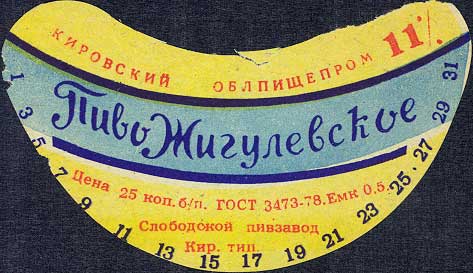 КИРОВСКИЙ ОБЛПИЩЕПРОМ 11%
Пиво Жигулевское
Цена 25 коп. б/п. ГОСТ 3473-78. Емк 0,5.
Слободской пивзавод
Кир. тип.
1 3 5 7 9 11 13 15 17 19 21 23 25 27 29 31